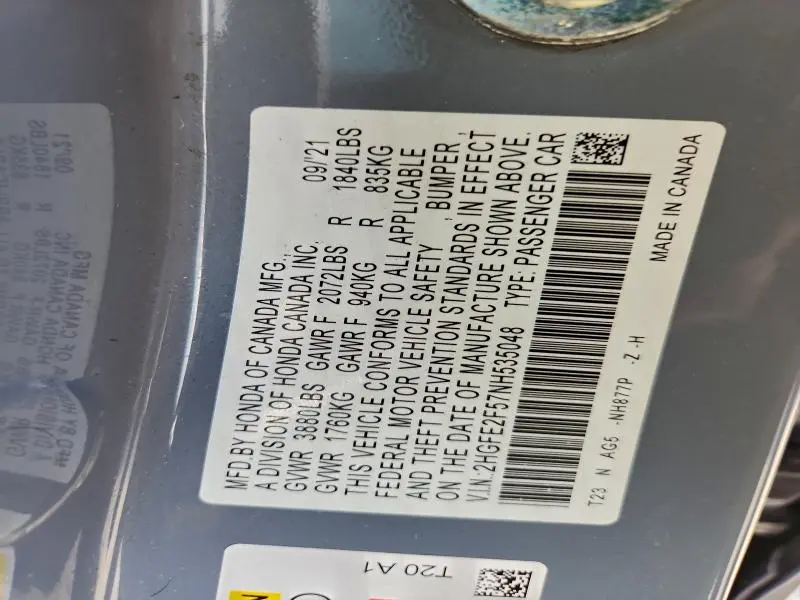 MFD.BY HONDA OF CANADA MFG.,
A DIVISION OF HONDA CANADA INC. 09/'21
GVWR 3880LBS GAWR F 2072LBS R 1840LBS
GVWR 1760KG GAWR F 940KG R 835KG
THIS VEHICLE CONFORMS TO ALL APPLICABLE
FEDERAL MOTOR VEHICLE SAFETY , BUMPER ,
AND THEFT PREVENTION STANDARDS IN EFFECT
ON THE DATE OF MANUFACTURE SHOWN ABOVE.
V.I.N.:2HGFE2F57NH535048 TYPE: PASSENGER CAR
T23 N AG5 -NH877P -Z -H
MADE IN CANADA
T20 A1